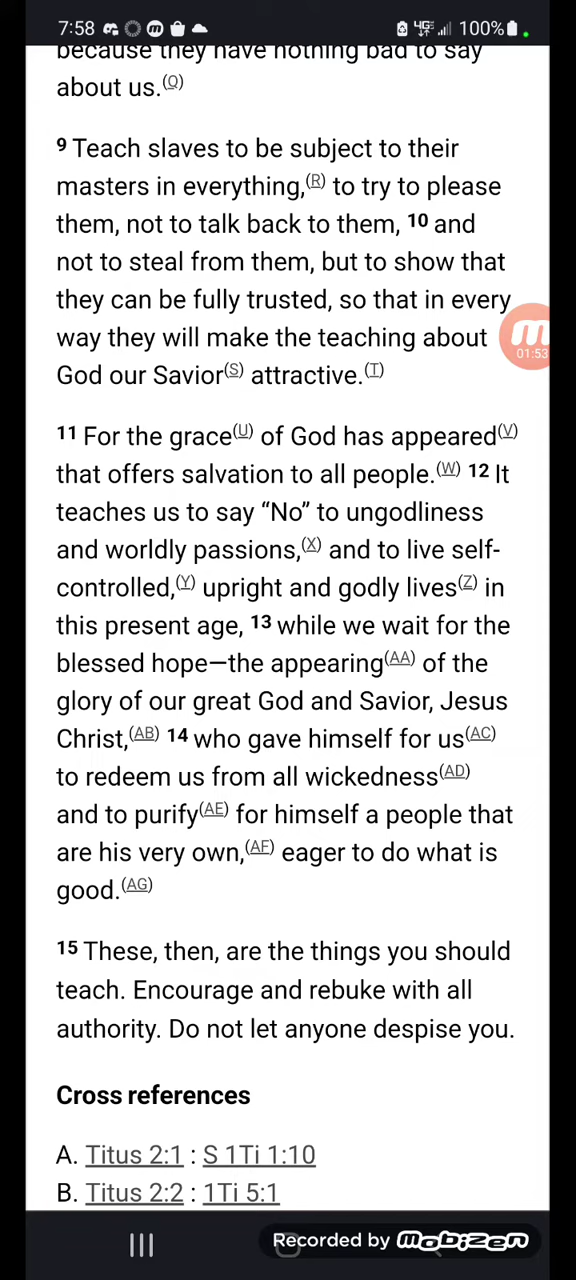 7:58 4G 100%
because they have nothing bad to say
about us.(Q)
9 Teach slaves to be subject to their
masters in everything,(R) to try to please
them, not to talk back to them, 10 and
not to steal from them, but to show that
they can be fully trusted, so that in every
way they will make the teaching about
God our Savior(S) attractive.(T)
01:53
11 For the grace(U) of God has appeared(V)
that offers salvation to all people.(W) 12 It
teaches us to say “No” to ungodliness
and worldly passions,(X) and to live self-
controlled,(Y) upright and godly lives(Z) in
this present age, 13 while we wait for the
blessed hope—the appearing(AA) of the
glory of our great God and Savior, Jesus
Christ,(AB) 14 who gave himself for us(AC)
to redeem us from all wickedness(AD)
and to purify(AE) for himself a people that
are his very own,(AF) eager to do what is
good.(AG)
15 These, then, are the things you should
teach. Encourage and rebuke with all
authority. Do not let anyone despise you.
Cross references
A. Titus 2:1 : S 1Ti 1:10
B. Titus 2:2 : 1Ti 5:1
Recorded by mobizen